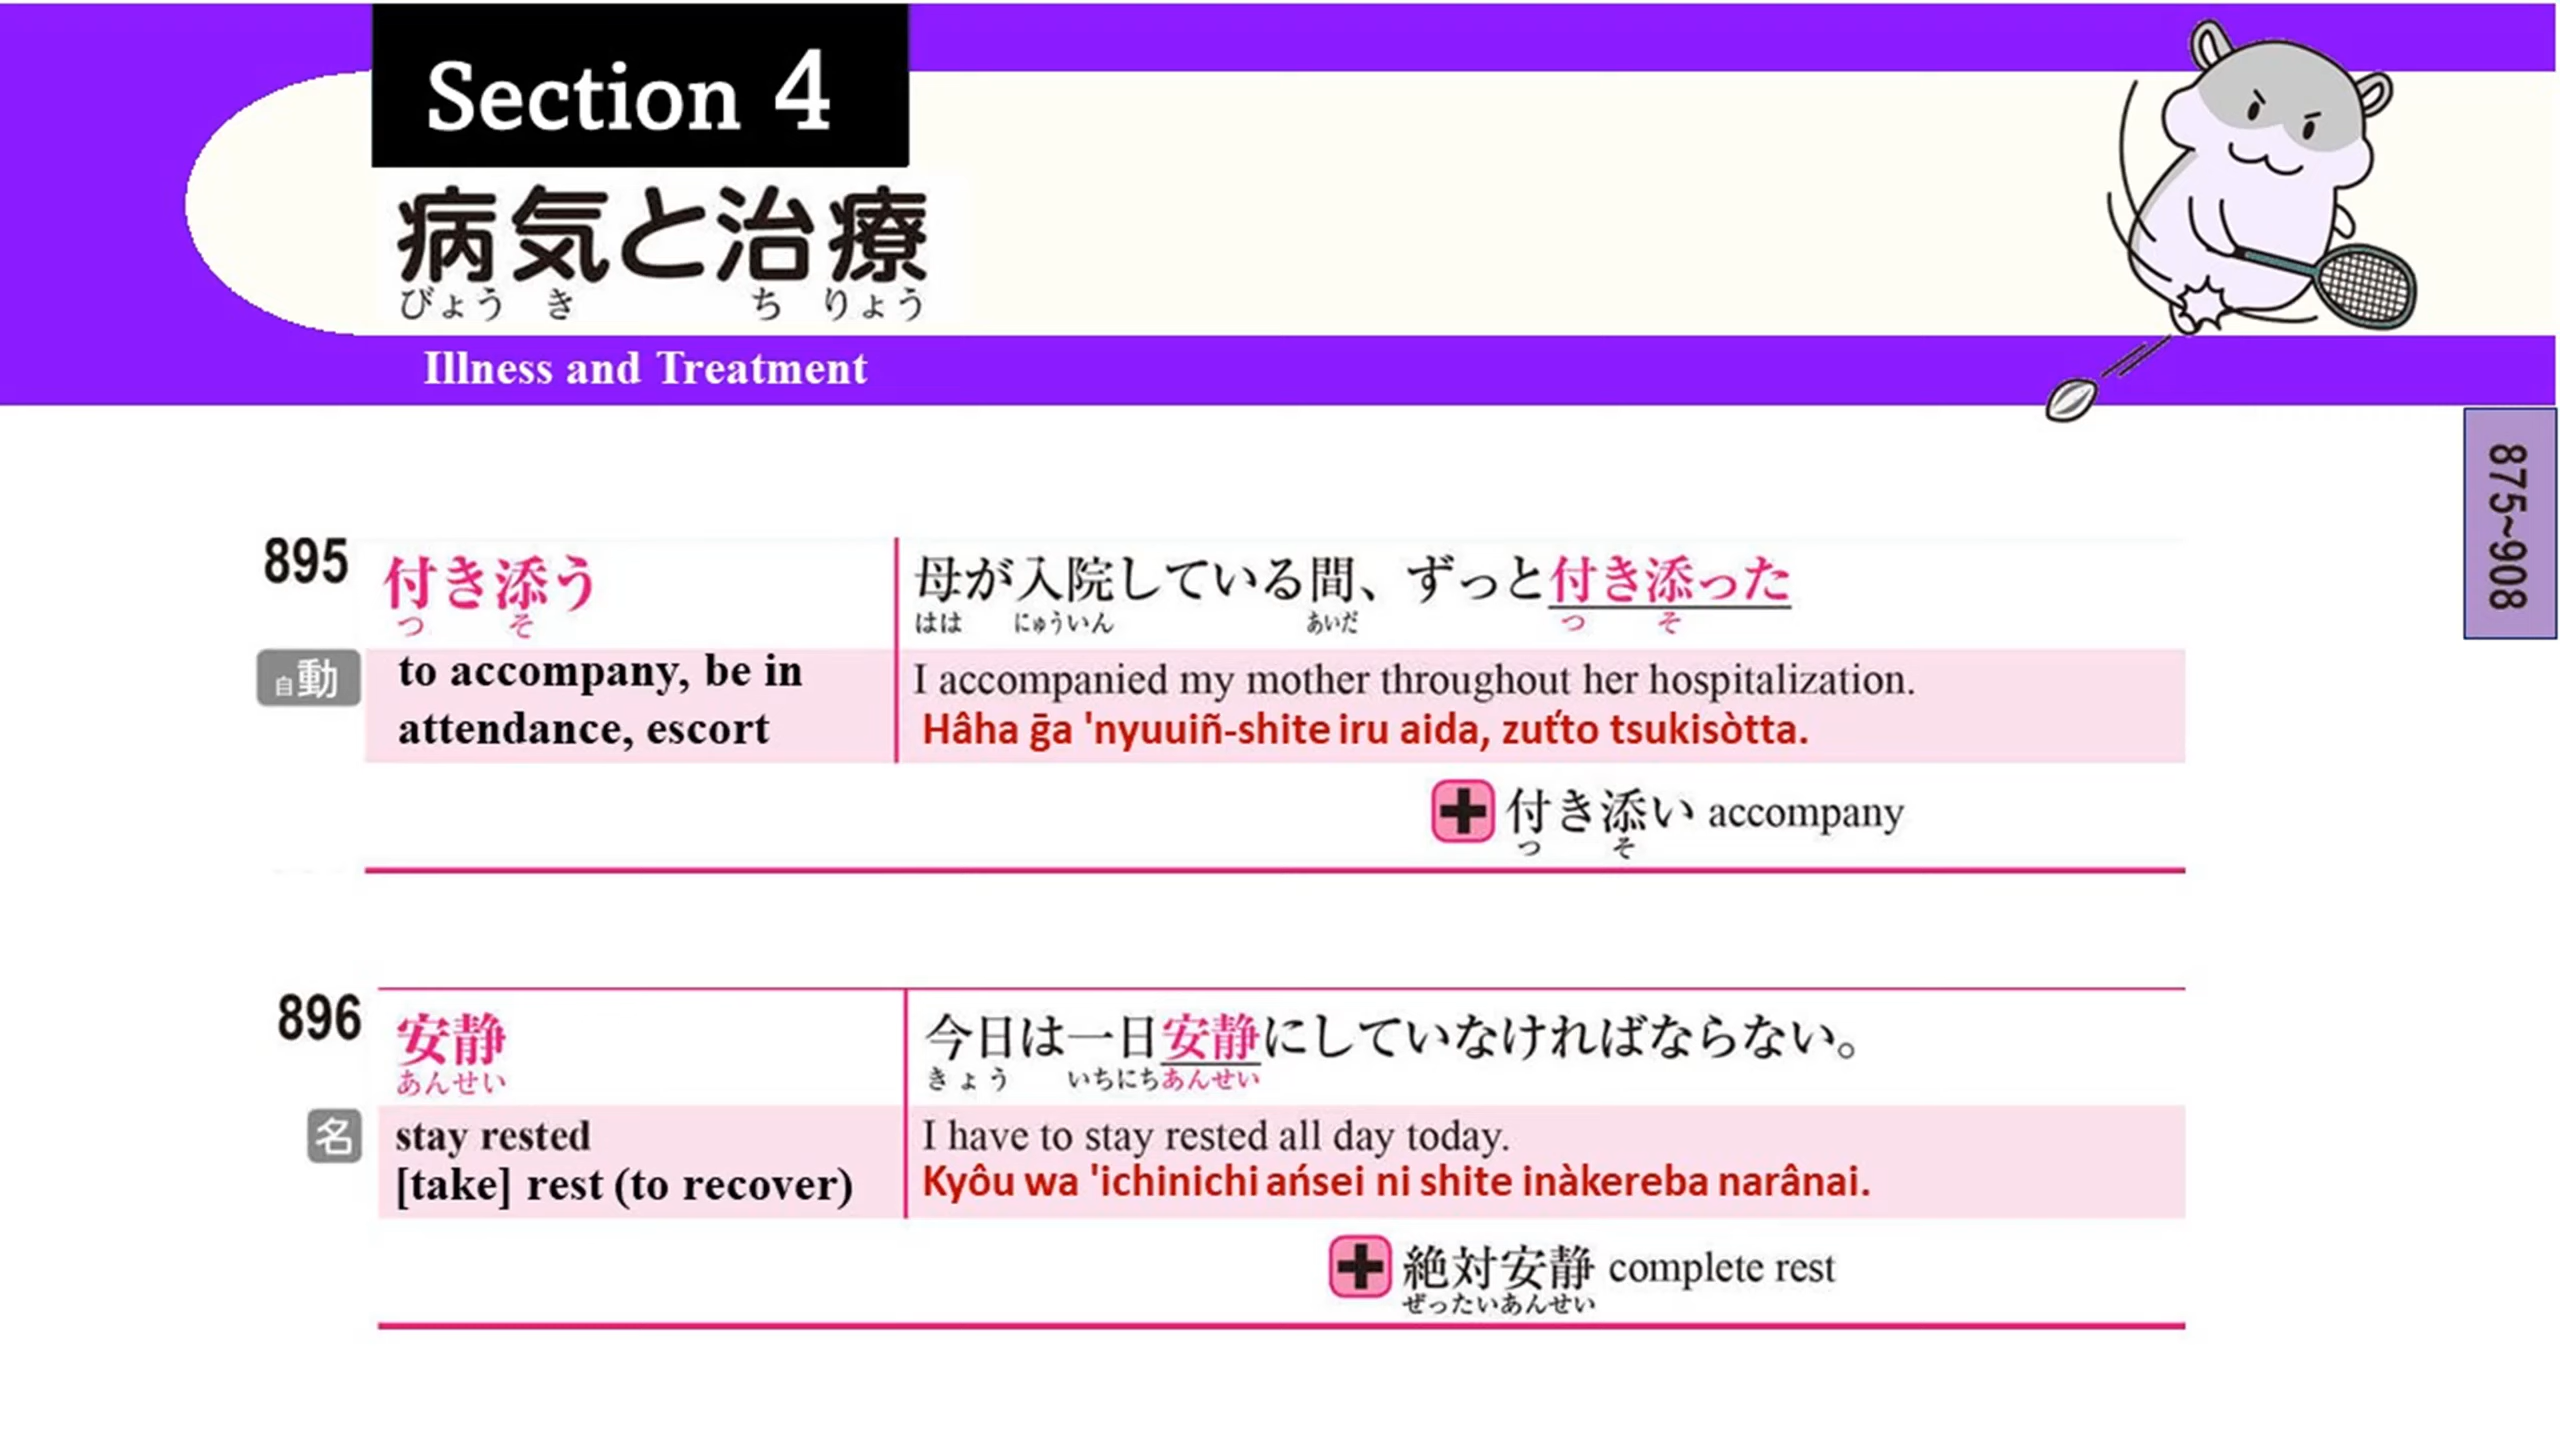 Section 4
病気と治療
びょう き ち りょう
Illness and Treatment
875~908
895
付き添う
つ そ
母が入院している間、ずっと付き添った
はは にゅういん あいだ つ そ
自動
to accompany, be in
attendance, escort
I accompanied my mother throughout her hospitalization.
Hâha ḡa 'nyuuiñ-shite iru aida, zut́to tsukisòtta.
付き添い accompany
つ そ
896
安静
あんせい
今日は一日安静にしていなければならない。
きょう いちにちあんせい
名
stay rested
[take] rest (to recover)
I have to stay rested all day today.
Kyôu wa 'ichinichi ańsei ni shite inàkereba narânai.
絶対安静 complete rest
ぜったいあんせい